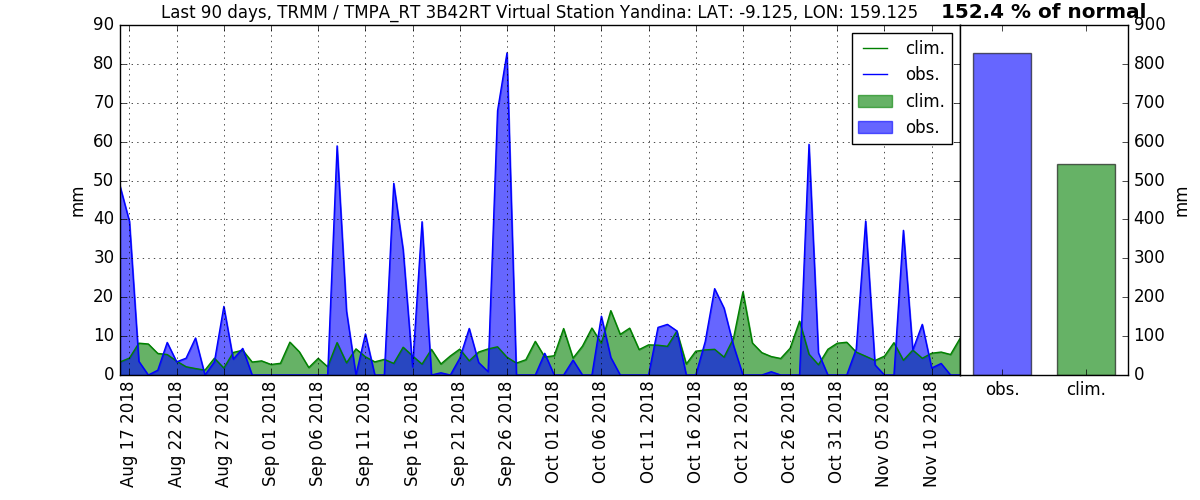 Last 90 days, TRMM / TMPA_RT 3B42RT Virtual Station Yandina: LAT: -9.125, LON: 159.125
152.4 % of normal
90
80
70
60
50
40
30
20
10
0
mm
clim.
obs.
clim.
obs.
900
800
700
600
500
400
300
200
100
0
mm
Aug 17 2018
Aug 22 2018
Aug 27 2018
Sep 01 2018
Sep 06 2018
Sep 11 2018
Sep 16 2018
Sep 21 2018
Sep 26 2018
Oct 01 2018
Oct 06 2018
Oct 11 2018
Oct 16 2018
Oct 21 2018
Oct 26 2018
Oct 31 2018
Nov 05 2018
Nov 10 2018
obs.
clim.